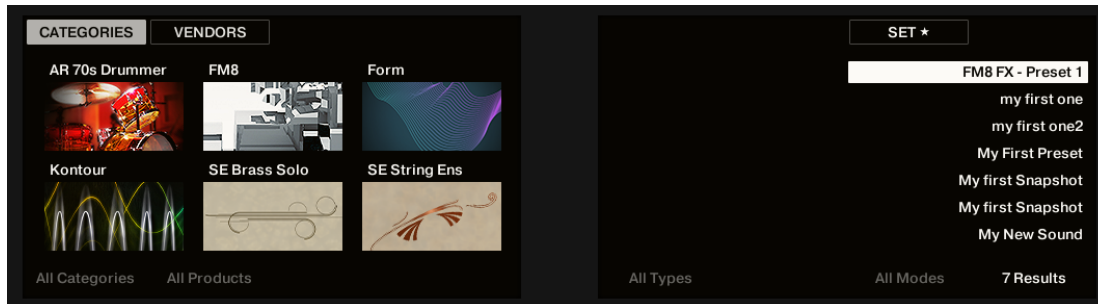 CATEGORIES VENDORS
AR 70s Drummer FM8 Form
Kontour SE Brass Solo SE String Ens
All Categories All Products
SET ★
FM8 FX - Preset 1
my first one
my first one2
My First Preset
My first Snapshot
My first Snapshot
My New Sound
All Types All Modes 7 Results